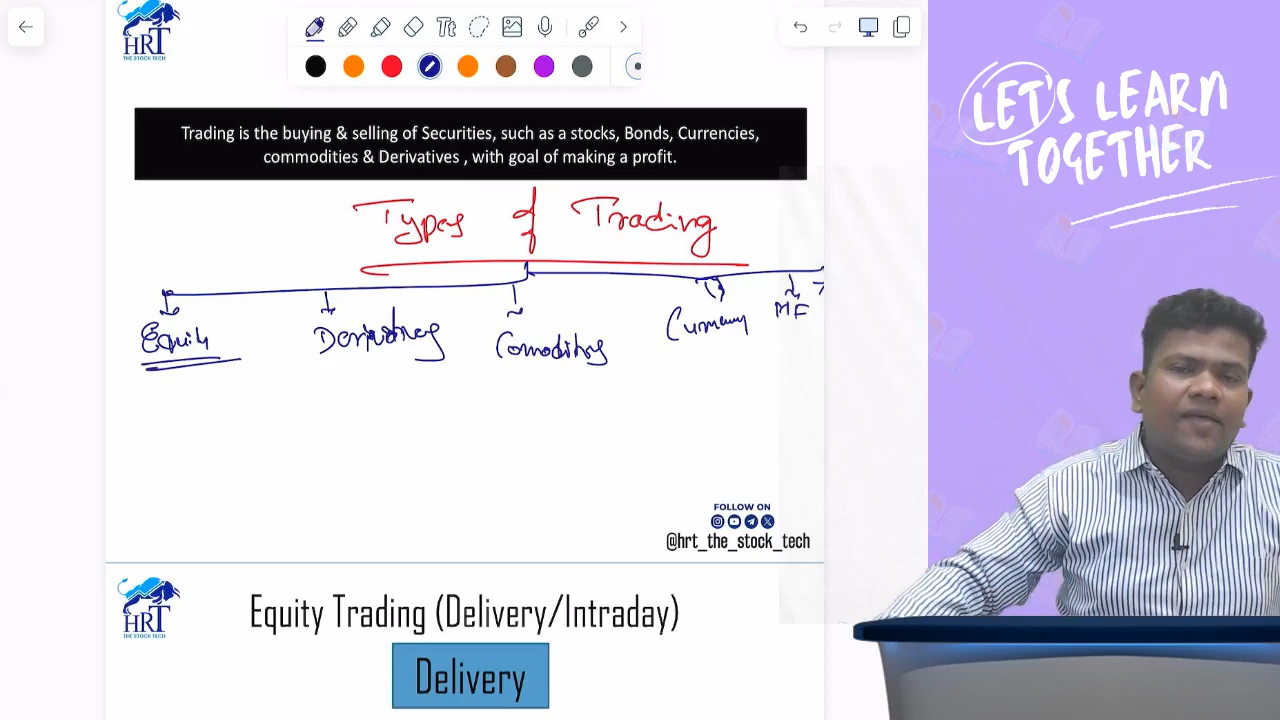 HRT
THE STOCK TECH
Tt
LET'S LEARN
TOGETHER
Trading is the buying & selling of Securities, such as a stocks, Bonds, Currencies,
commodities & Derivatives , with goal of making a profit.
Types of Trading
Equity Derivatives Comodities Currency MF
FOLLOW ON
@hrt_the_stock_tech
HRT
THE STOCK TECH
Equity Trading (Delivery/Intraday)
Delivery